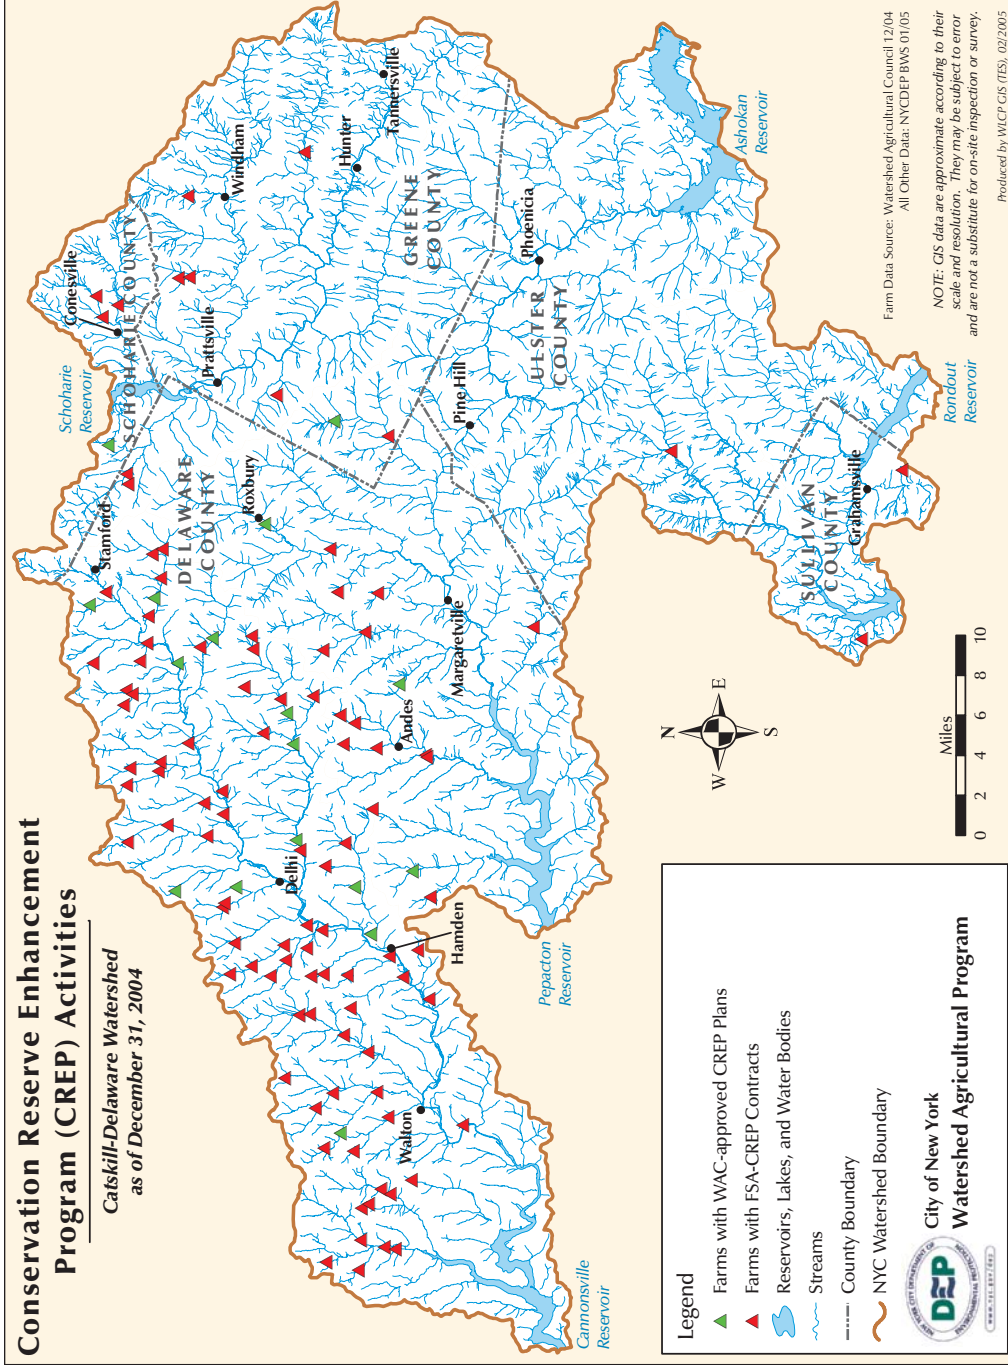 Conservation Reserve Enhancement
Program (CREP) Activities
Catskill-Delaware Watershed
as of December 31, 2004
Schoharie
Reservoir
Conesville
SCHOHARIE COUNTY
Windham
Prattsville
Hunter
Tannersville
GREENE
COUNTY
Stamford
DELAWARE
COUNTY
Roxbury
Pine Hill
Phoenicia
ULSTER
COUNTY
Ashokan
Reservoir
Margaretville
Andes
Delhi
Hamden
Walton
Pepacton
Reservoir
Cannonsville
Reservoir
SULLIVAN
COUNTY
Grahamsville
Rondout
Reservoir
N
W
E
S
Miles
0 2 4 6 8 10
Legend
Farms with WAC-approved CREP Plans
Farms with FSA-CREP Contracts
Reservoirs, Lakes, and Water Bodies
Streams
County Boundary
NYC Watershed Boundary
NEW YORK CITY DEPARTMENT OF
DEP
ENVIRONMENTAL PROTECTION
City of New York
Watershed Agricultural Program
Farm Data Source: Watershed Agricultural Council 12/04
All Other Data: NYCDEP BWS 01/05
NOTE: GIS data are approximate according to their
scale and resolution. They may be subject to error
and are not a substitute for on-site inspection or survey.
Produced by WLCP GIS (TES), 02/2005